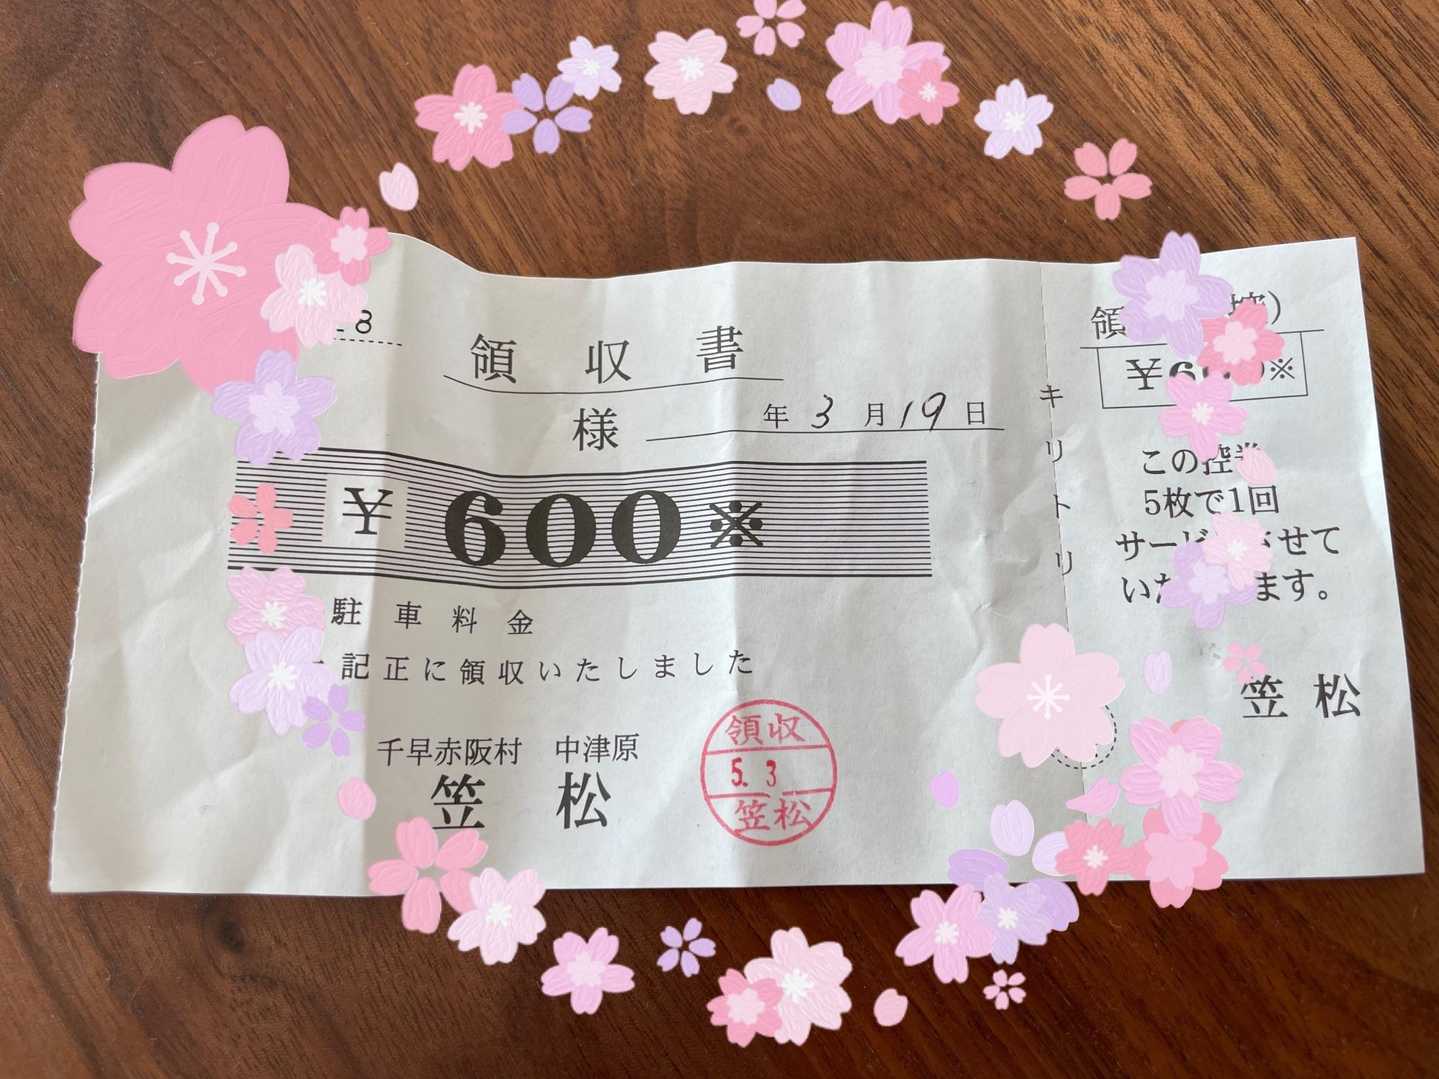 8
領収書
様
年 3 月 19 日
¥600※
駐車料金
記正に領収いたしました
千早赤阪村 中津原
笠松
領収
5. 3
笠松
キリトリ
領
¥6 ※
この控
5枚で1回
サー せて
い ます。
笠松